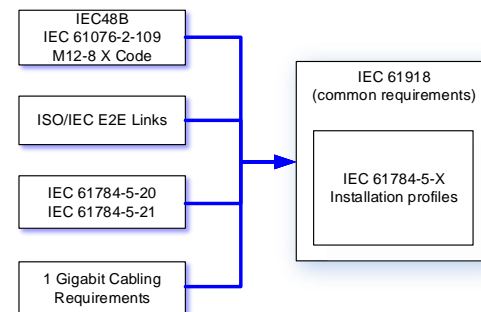 IEC48B
IEC 61076-2-109
M12-8 X Code
ISO/IEC E2E Links
IEC 61784-5-20
IEC 61784-5-21
1 Gigabit Cabling
Requirements
IEC 61918
(common requirements)
IEC 61784-5-X
Installation profiles